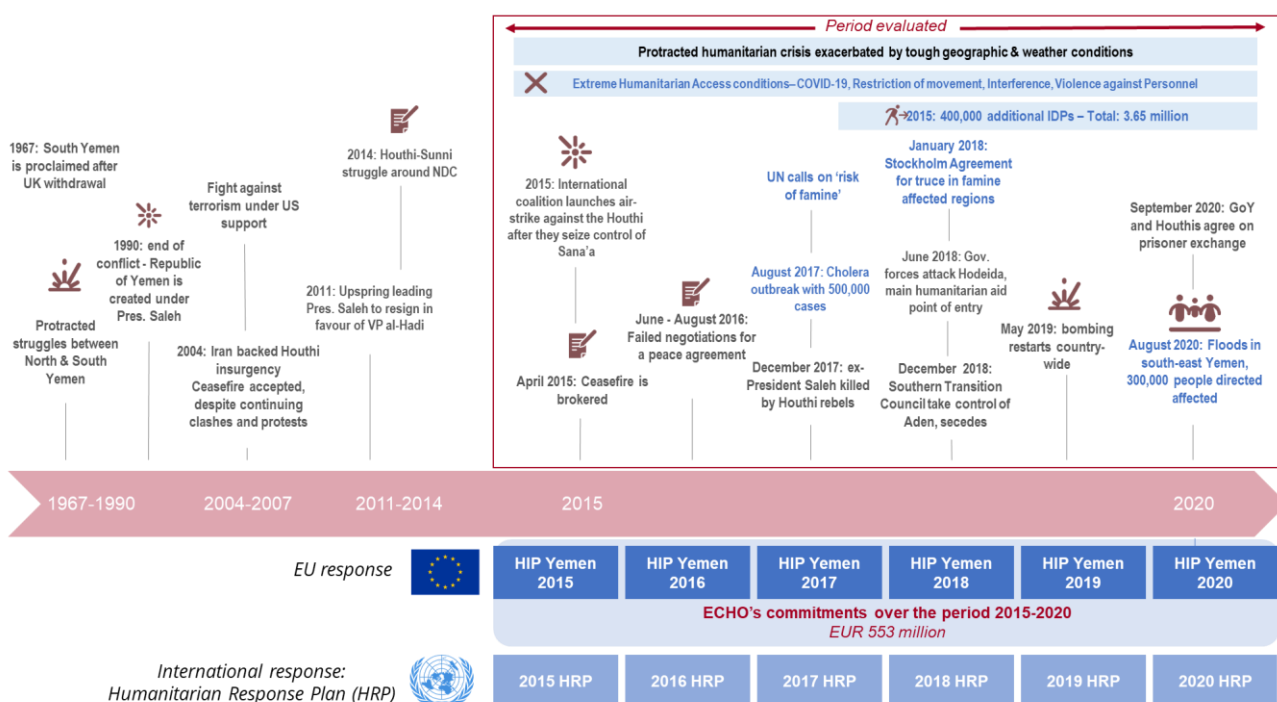 Period evaluated
Protracted humanitarian crisis exacerbated by tough geographic & weather conditions
Extreme Humanitarian Access conditions–COVID-19, Restriction of movement, Interference, Violence against Personnel
2015: 400,000 additional IDPs – Total: 3.65 million
1967: South Yemen
is proclaimed after
UK withdrawal
Protracted
struggles between
North & South
Yemen
1990: end of
conflict - Republic
of Yemen is
created under
Pres. Saleh
Fight against
terrorism under US
support
2004: Iran backed Houthi
insurgency
Ceasefire accepted,
despite continuing
clashes and protests
2014: Houthi-Sunni
struggle around NDC
2011: Upspring leading
Pres. Saleh to resign in
favour of VP al-Hadi
2015: International
coalition launches air-
strike against the Houthi
after they seize control of
Sana'a
April 2015: Ceasefire is
brokered
June - August 2016:
Failed negotiations for
a peace agreement
UN calls on 'risk
of famine'
August 2017: Cholera
outbreak with 500,000
cases
December 2017: ex-
President Saleh killed
by Houthi rebels
January 2018:
Stockholm Agreement
for truce in famine
affected regions
June 2018: Gov.
forces attack Hodeida,
main humanitarian aid
point of entry
December 2018:
Southern Transition
Council take control of
Aden, secedes
May 2019: bombing
restarts country-
wide
September 2020: GoY
and Houthis agree on
prisoner exchange
August 2020: Floods in
south-east Yemen,
300,000 people directed
affected
1967-1990
2004-2007
2011-2014
2015
2020
EU response
HIP Yemen
2015
HIP Yemen
2016
HIP Yemen
2017
HIP Yemen
2018
HIP Yemen
2019
HIP Yemen
2020
ECHO's commitments over the period 2015-2020
EUR 553 million
International response:
Humanitarian Response Plan (HRP)
2015 HRP
2016 HRP
2017 HRP
2018 HRP
2019 HRP
2020 HRP